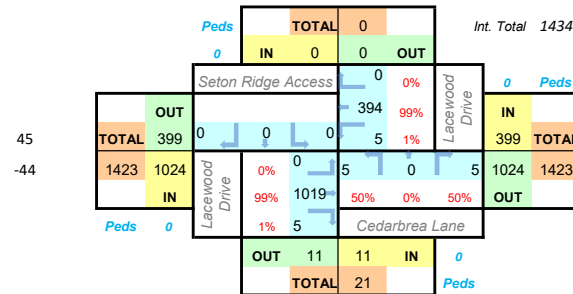 Peds TOTAL 0 Int. Total 1434
0 IN 0 0 OUT
Seton Ridge Access 0 0% Lacewood Drive 0 Peds
OUT 394 99% IN
45 TOTAL 399 0 0 0 5 1% 399 TOTAL
-44 1423 1024 Lacewood Drive 0% 0 5 0 5 1024 1423
IN 99% 1019 50% 0% 50% OUT
Peds 0 1% 5 Cedarbrea Lane
OUT 11 11 IN 0
TOTAL 21 Peds